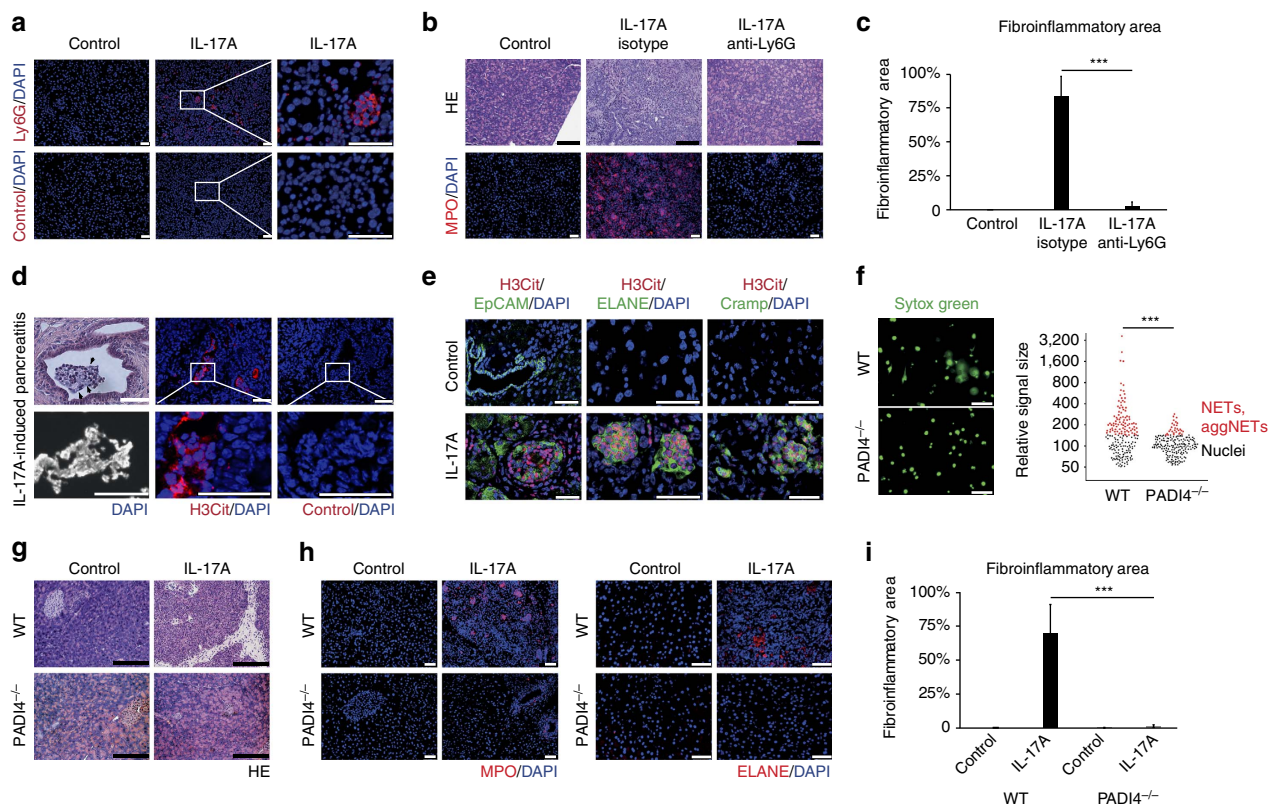 a
Control
IL-17A
IL-17A
Ly6G/DAPI
Control/DAPI
b
Control
IL-17A
isotype
IL-17A
anti-Ly6G
HE
MPO/DAPI
c
Fibroinflammatory area
Fibroinflammatory area
100%
75%
50%
25%
0
***
Control
IL-17A
isotype
IL-17A
anti-Ly6G
d
IL-17A-induced pancreatitis
DAPI
H3Cit/DAPI
Control/DAPI
e
H3Cit/
EpCAM/DAPI
H3Cit/
ELANE/DAPI
H3Cit/
Cramp/DAPI
Control
IL-17A
f
Sytox green
WT
PADI4–/–
Relative signal size
3,200
1,600
800
400
200
100
50
***
NETs,
aggNETs
Nuclei
WT
PADI4–/–
g
Control
IL-17A
WT
PADI4–/–
HE
h
Control
IL-17A
WT
PADI4–/–
MPO/DAPI
Control
IL-17A
WT
PADI4–/–
ELANE/DAPI
i
Fibroinflammatory area
Fibroinflammatory area
100%
75%
50%
25%
0
***
Control
IL-17A
Control
IL-17A
WT
PADI4–/–